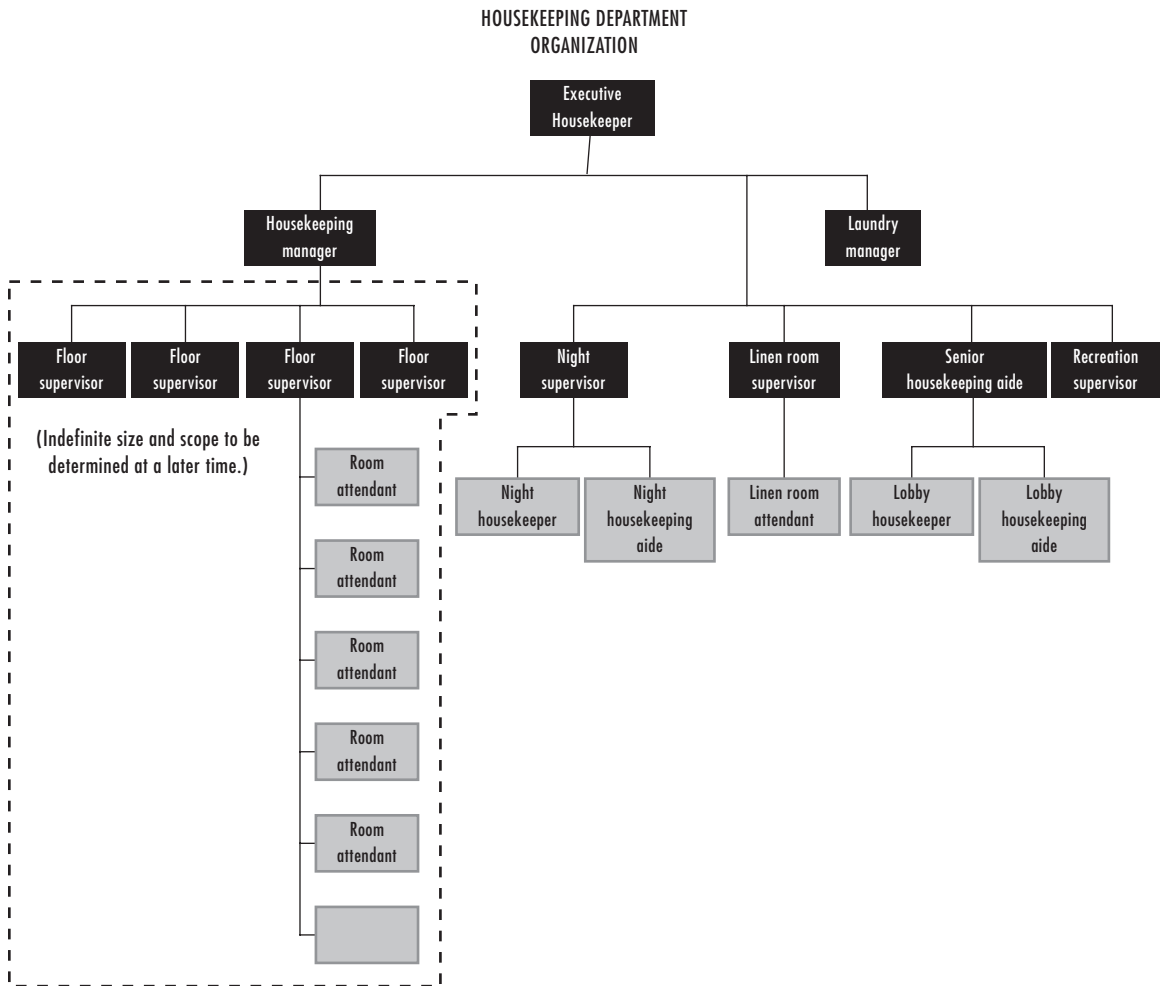 HOUSEKEEPING DEPARTMENT
ORGANIZATION
Executive
Housekeeper
Housekeeping
manager
Laundry
manager
Floor
supervisor
Floor
supervisor
Floor
supervisor
Floor
supervisor
Night
supervisor
Linen room
supervisor
Senior
housekeeping aide
Recreation
supervisor
(Indefinite size and scope to be
determined at a later time.)
Room
attendant
Room
attendant
Room
attendant
Room
attendant
Room
attendant
Night
housekeeper
Night
housekeeping
aide
Linen room
attendant
Lobby
housekeeper
Lobby
housekeeping
aide